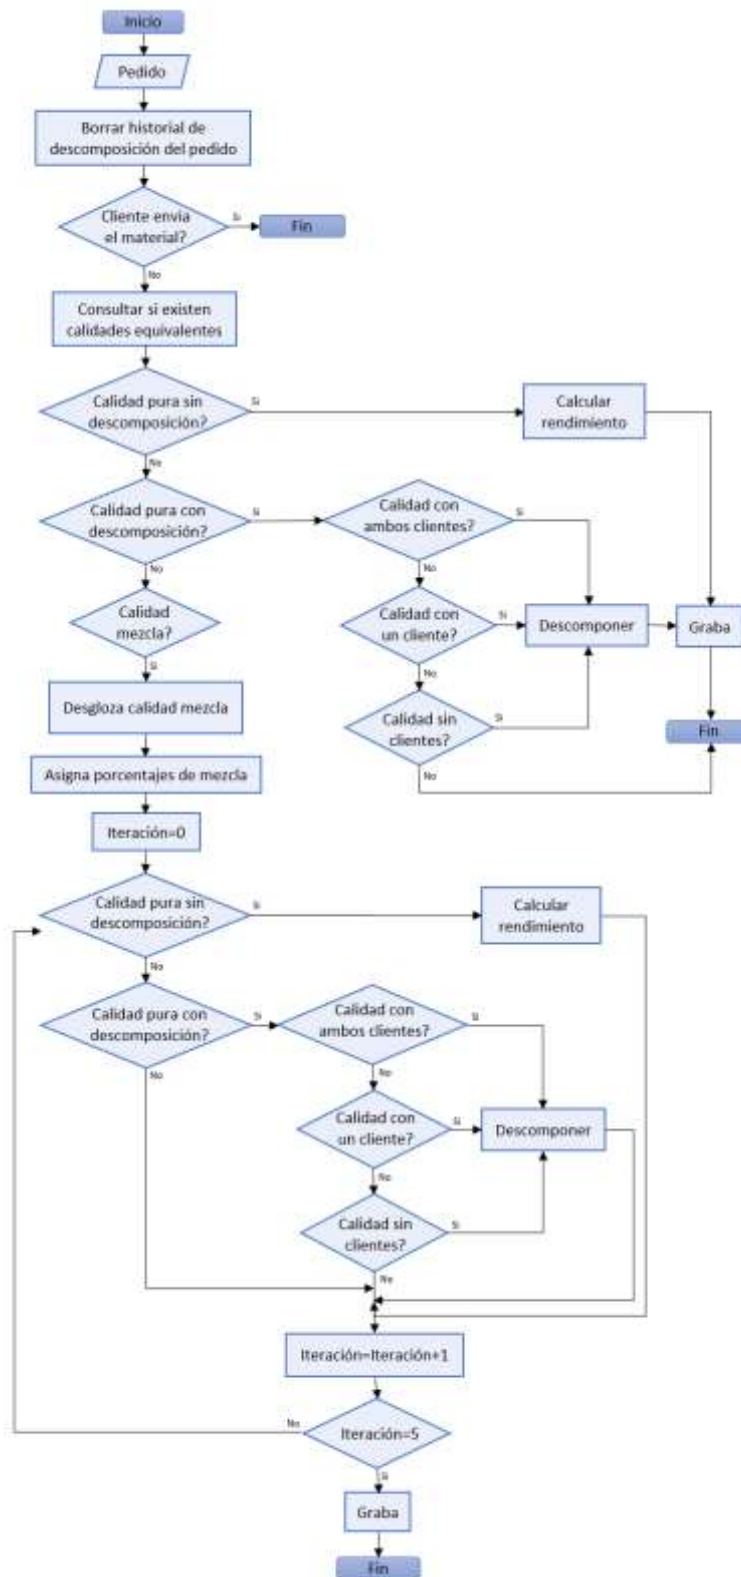 Inicio
Pedido
Borrar historial de
descomposición del pedido
Cliente envia
el material?
Si
Fin
No
Consultar si existen
calidades equivalentes
Calidad pura sin
descomposición?
Si
Calcular
rendimiento
No
Calidad pura con
descomposición?
Si
Calidad con
ambos clientes?
Si
No
No
Calidad
mezcla?
Calidad con
un cliente?
Si
Descomponer
Graba
Si
No
Desgloza calidad mezcla
Calidad sin
clientes?
Si
Fin
No
Asigna porcentajes de mezcla
Iteración=0
Calidad pura sin
descomposición?
Si
Calcular
rendimiento
No
Calidad pura con
descomposición?
Si
Calidad con
ambos clientes?
Si
No
No
Calidad con
un cliente?
Si
Descomponer
No
Calidad sin
clientes?
Si
No
Iteración=Iteración+1
No
Iteración=5
Si
Graba
Fin